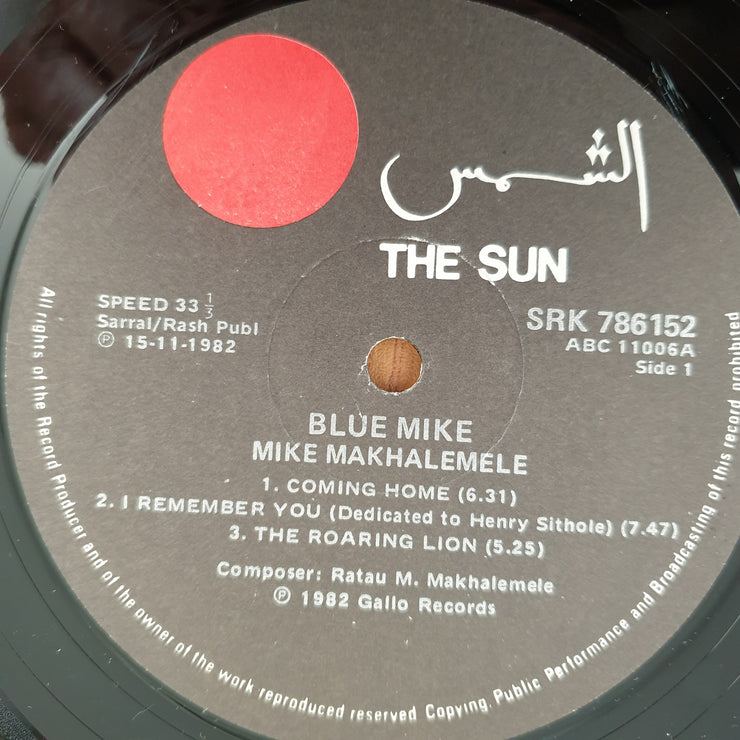 الشمس
THE SUN
SPEED 33 1/3
Sarral/Rash Publ
℗ 15-11-1982
SRK 786152
ABC 11006A
Side 1
BLUE MIKE
MIKE MAKHALEMELE
1. COMING HOME (6.31)
2. I REMEMBER YOU (Dedicated to Henry Sithole) (7.47)
3. THE ROARING LION (5.25)
Composer: Ratau M. Makhalemele
℗ 1982 Gallo Records
All rights of the Record Producer and of the owner of the work reproduced reserved Copying, Public Performance and Broadcasting of this record prohibited